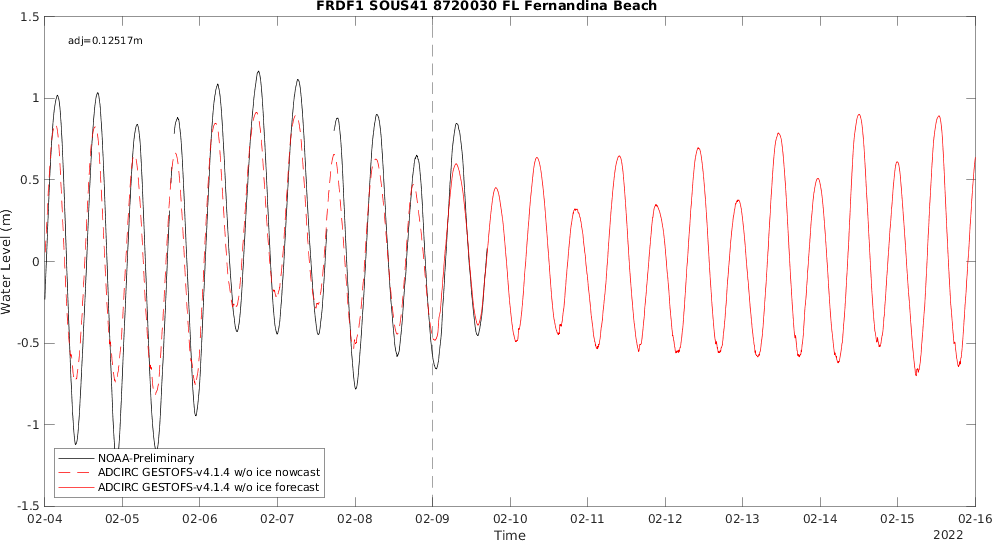 FRDF1 SOUS41 8720030 FL Fernandina Beach
adj=0.12517m
1.5
1
0.5
0
-0.5
-1
-1.5
Water Level (m)
NOAA-Preliminary
ADCIRC GESTOFS-v4.1.4 w/o ice nowcast
ADCIRC GESTOFS-v4.1.4 w/o ice forecast
02-04 02-05 02-06 02-07 02-08 02-09 02-10 02-11 02-12 02-13 02-14 02-15 02-16
Time
2022